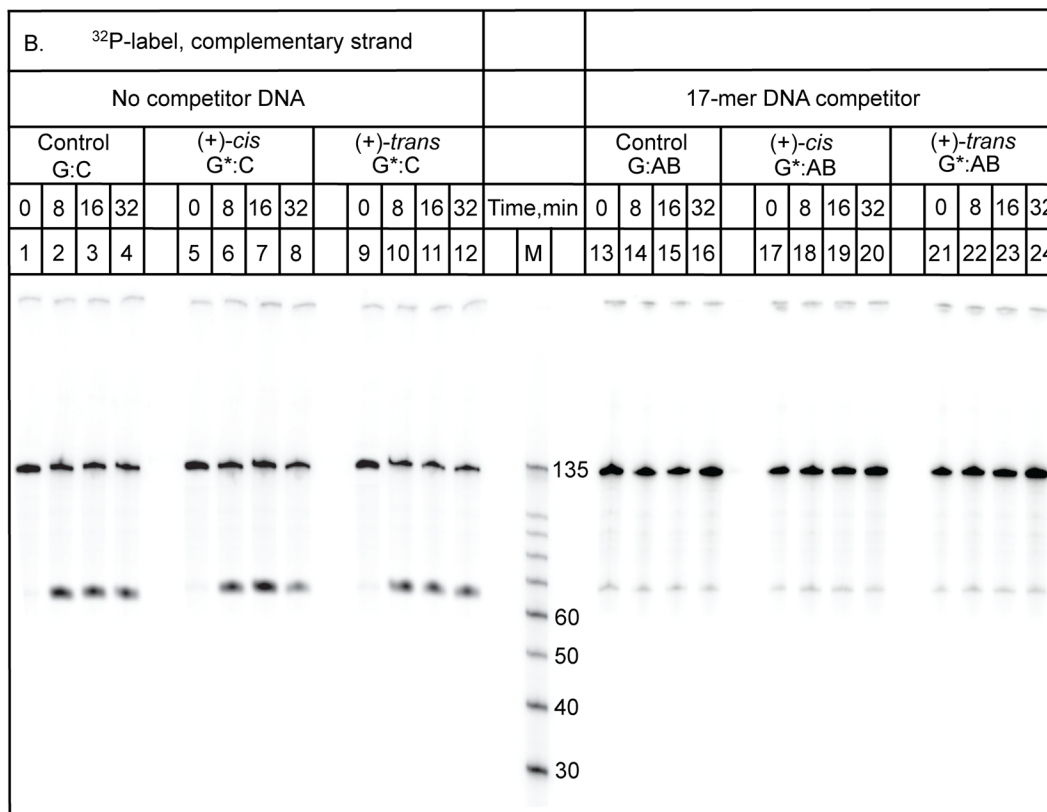 B. ³²P-label, complementary strand
No competitor DNA 17-mer DNA competitor
Control (+)-cis (+)-trans Control (+)-cis (+)-trans
G:C G*:C G*:C G:AB G*:AB G*:AB
0 8 16 32 0 8 16 32 0 8 16 32 Time,min 0 8 16 32 0 8 16 32 0 8 16 32
1 2 3 4 5 6 7 8 9 10 11 12 M 13 14 15 16 17 18 19 20 21 22 23 24
135
60
50
40
30